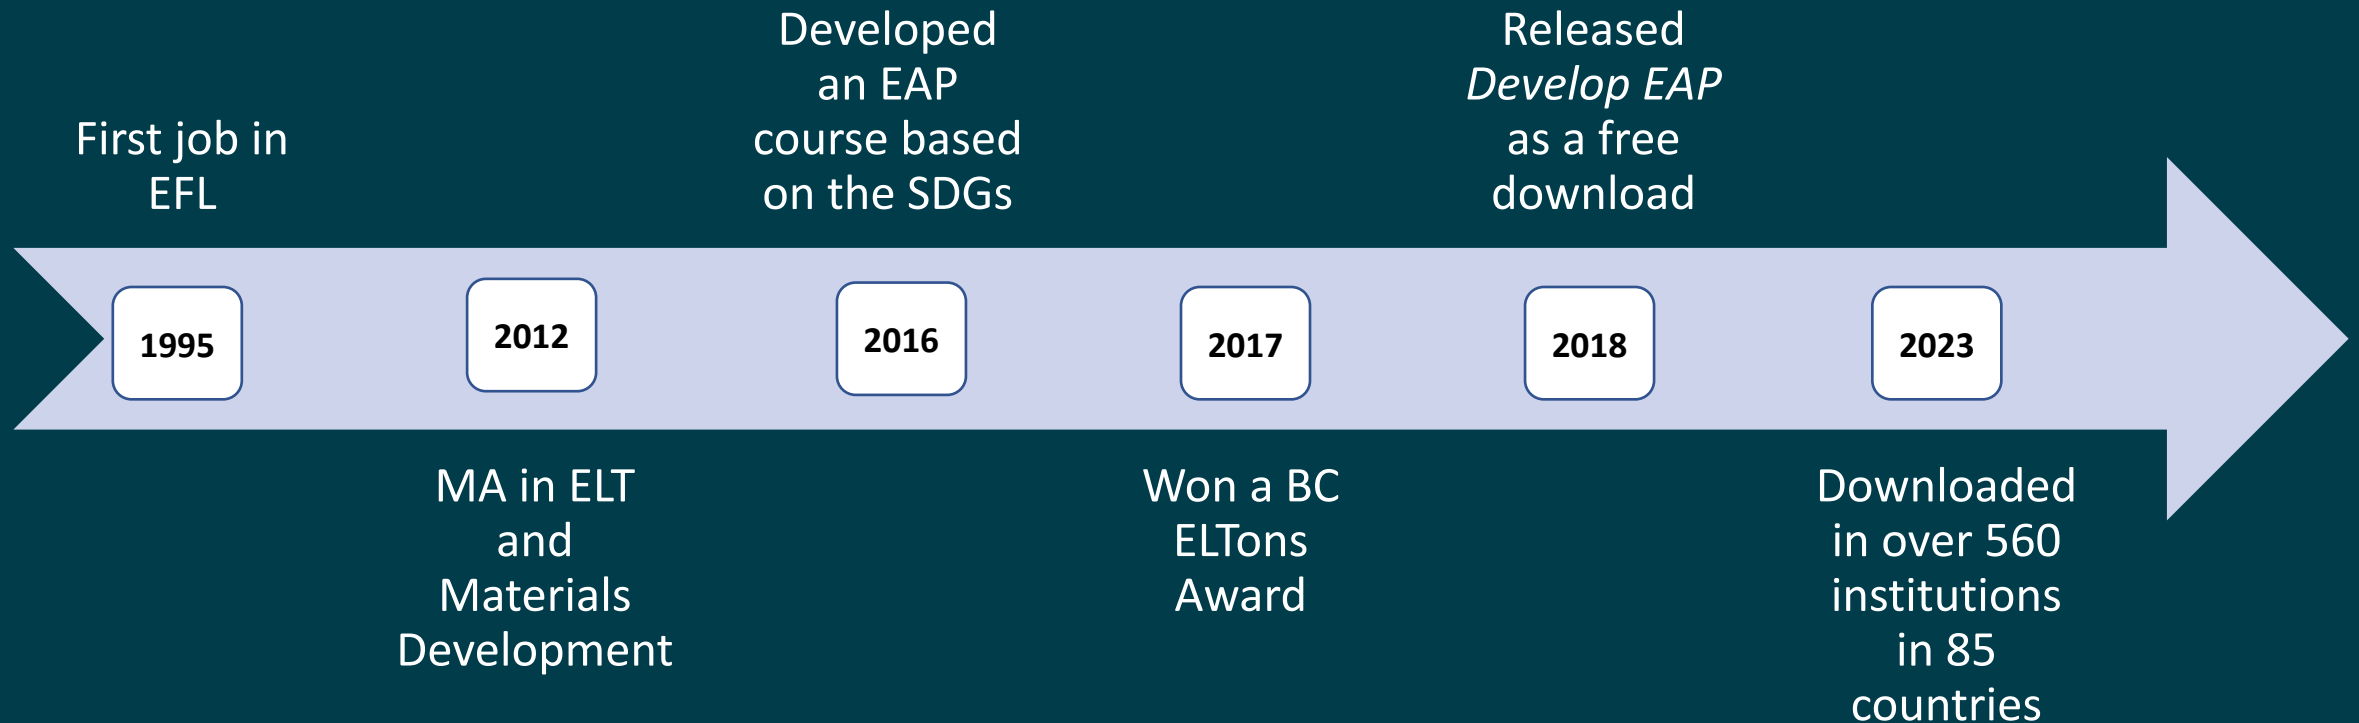 First job in
EFL
1995
MA in ELT
and
Materials
Development
2012
Developed
an EAP
course based
on the SDGs
2016
Won a BC
ELTons
Award
2017
Released
Develop EAP
as a free
download
2018
Downloaded
in over 560
institutions
in 85
countries
2023